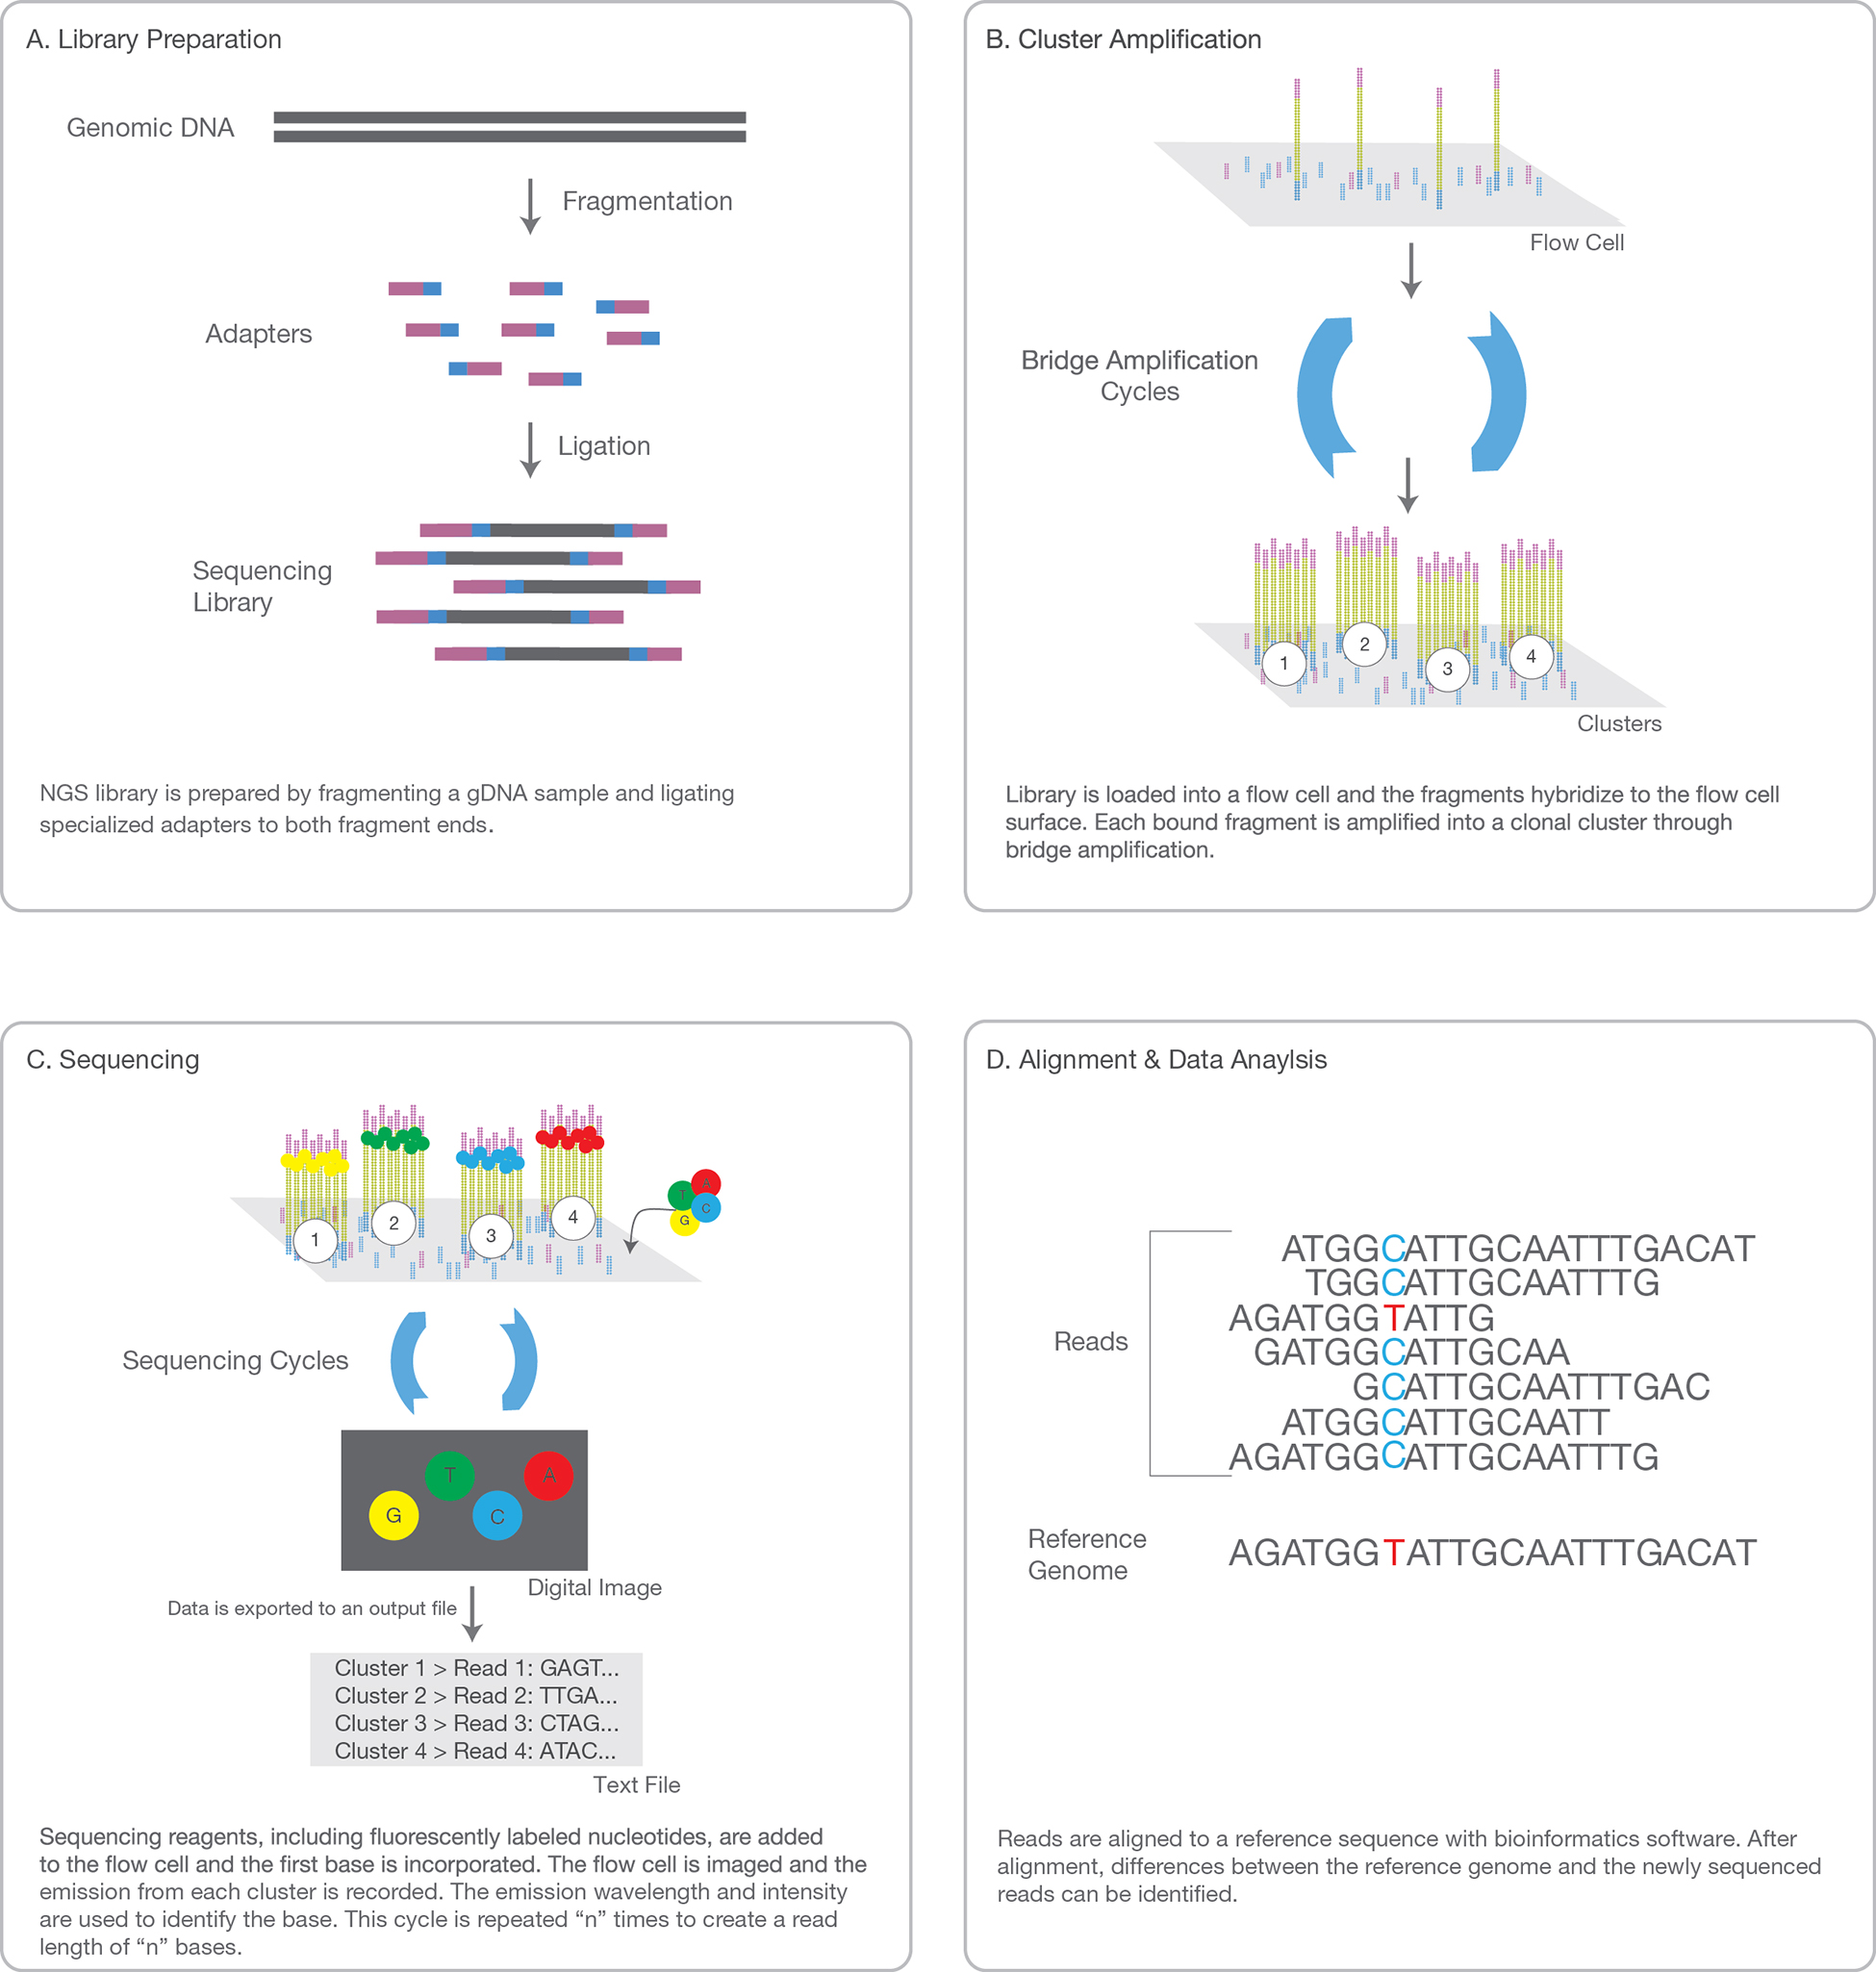 A. Library Preparation
Genomic DNA
Fragmentation
Adapters
Ligation
Sequencing
Library
NGS library is prepared by fragmenting a gDNA sample and ligating
specialized adapters to both fragment ends.
B. Cluster Amplification
Flow Cell
Bridge Amplification
Cycles
1
2
3
4
Clusters
Library is loaded into a flow cell and the fragments hybridize to the flow cell
surface. Each bound fragment is amplified into a clonal cluster through
bridge amplification.
C. Sequencing
1
2
3
4
A
T
C
G
Sequencing Cycles
T
A
G
C
Digital Image
Data is exported to an output file
Cluster 1 > Read 1: GAGT...
Cluster 2 > Read 2: TTGA...
Cluster 3 > Read 3: CTAG...
Cluster 4 > Read 4: ATAC...
Text File
Sequencing reagents, including fluorescently labeled nucleotides, are added
to the flow cell and the first base is incorporated. The flow cell is imaged and the
emission from each cluster is recorded. The emission wavelength and intensity
are used to identify the base. This cycle is repeated “n” times to create a read
length of “n” bases.
D. Alignment & Data Anaylsis
Reads
ATGGCATTGCAATTTGACAT
TGGCATTGCAATTTG
AGATGGTATTG
GATGGCATTGCAA
GCATTGCAATTTGAC
ATGGCATTGCAATT
AGATGGCATTGCAATTTG
Reference
Genome
AGATGGTATTGCAATTTGACAT
Reads are aligned to a reference sequence with bioinformatics software. After
alignment, differences between the reference genome and the newly sequenced
reads can be identified.